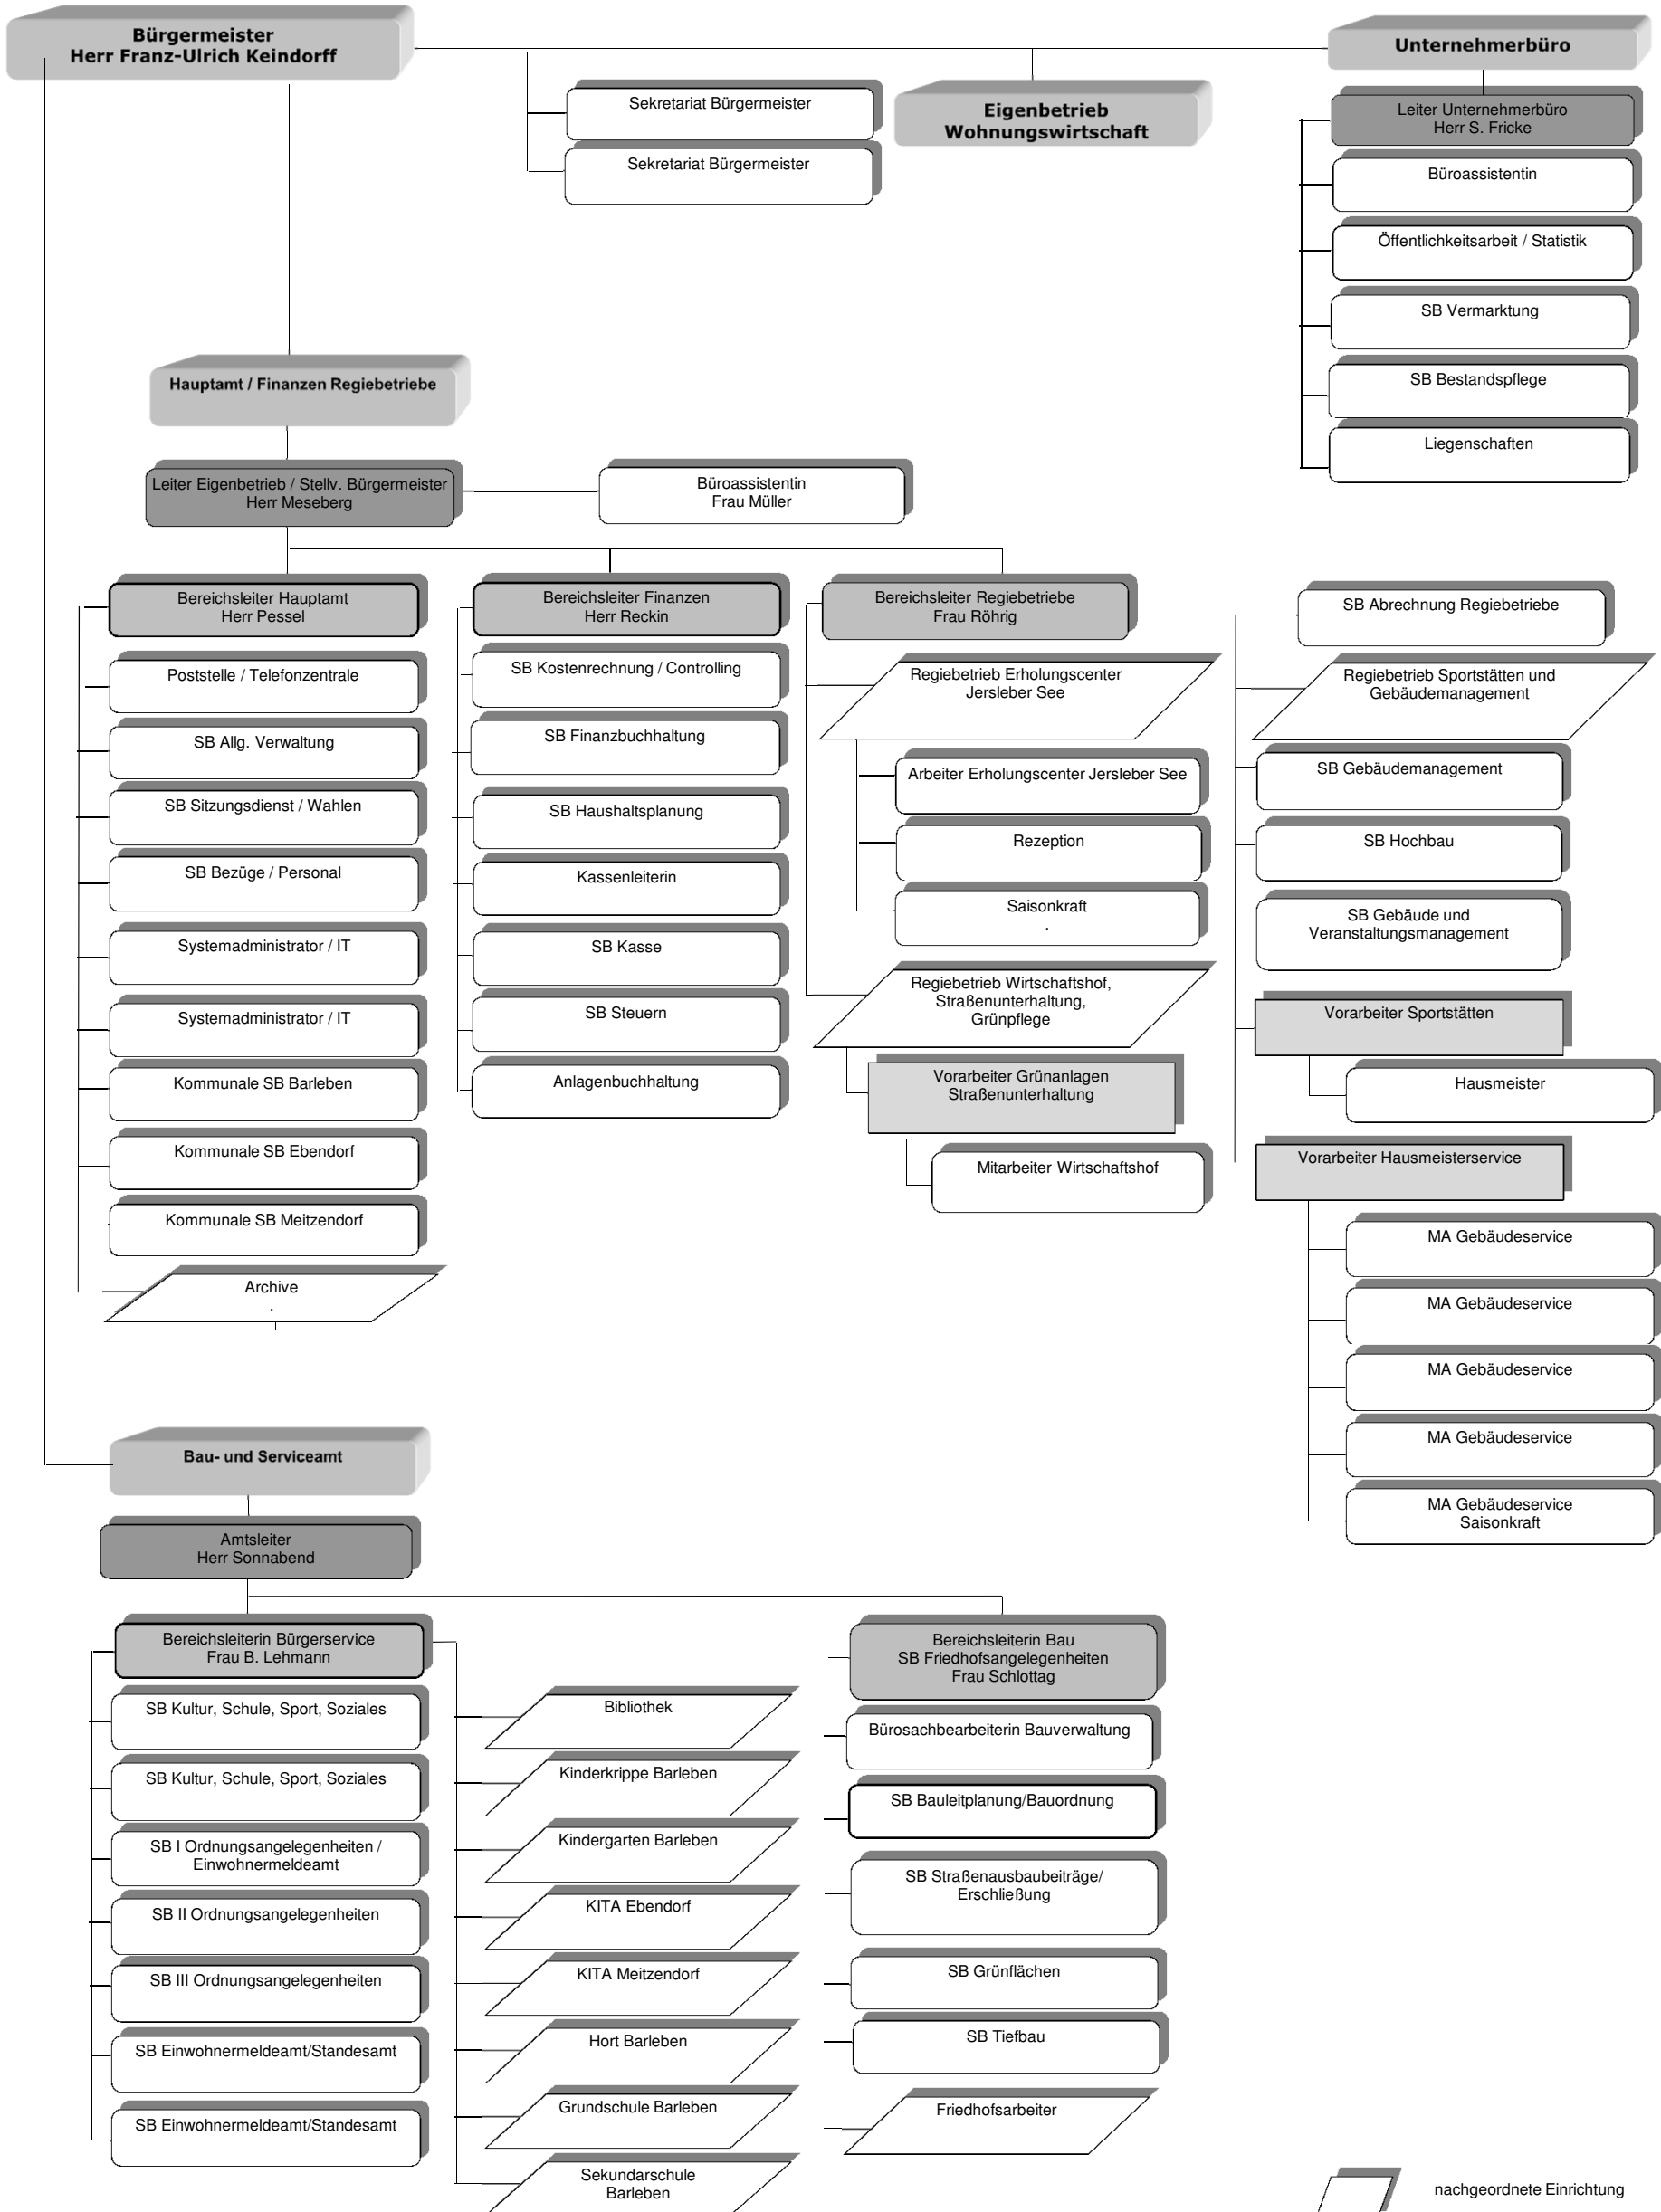 Bürgermeister
Herr Franz-Ulrich Keindorff
Unternehmerbüro
Sekretariat Bürgermeister
Sekretariat Bürgermeister
Eigenbetrieb
Wohnungswirtschaft
Leiter Unternehmerbüro
Herr S. Fricke
Büroassistentin
Öffentlichkeitsarbeit / Statistik
SB Vermarktung
SB Bestandspflege
Liegenschaften
Hauptamt / Finanzen Regiebetriebe
Leiter Eigenbetrieb / Stellv. Bürgermeister
Herr Meseberg
Büroassistentin
Frau Müller
Bereichsleiter Hauptamt
Herr Pessel
Poststelle / Telefonzentrale
SB Allg. Verwaltung
SB Sitzungsdienst / Wahlen
SB Bezüge / Personal
Systemadministrator / IT
Systemadministrator / IT
Kommunale SB Barleben
Kommunale SB Ebendorf
Kommunale SB Meitzendorf
Archive
.
Bereichsleiter Finanzen
Herr Reckin
SB Kostenrechnung / Controlling
SB Finanzbuchhaltung
SB Haushaltsplanung
Kassenleiterin
SB Kasse
SB Steuern
Anlagenbuchhaltung
Bereichsleiter Regiebetriebe
Frau Röhrig
Regiebetrieb Erholungscenter
Jersleber See
Arbeiter Erholungscenter Jersleber See
Rezeption
Saisonkraft
.
Regiebetrieb Wirtschaftshof,
Straßenunterhaltung,
Grünpflege
Vorarbeiter Grünanlagen
Straßenunterhaltung
Mitarbeiter Wirtschaftshof
SB Abrechnung Regiebetriebe
Regiebetrieb Sportstätten und
Gebäudemanagement
SB Gebäudemanagement
SB Hochbau
SB Gebäude und
Veranstaltungsmanagement
Vorarbeiter Sportstätten
Hausmeister
Vorarbeiter Hausmeisterservice
MA Gebäudeservice
MA Gebäudeservice
MA Gebäudeservice
MA Gebäudeservice
MA Gebäudeservice
Saisonkraft
Bau- und Serviceamt
Amtsleiter
Herr Sonnabend
Bereichsleiterin Bürgerservice
Frau B. Lehmann
SB Kultur, Schule, Sport, Soziales
SB Kultur, Schule, Sport, Soziales
SB I Ordnungsangelegenheiten /
Einwohnermeldeamt
SB II Ordnungsangelegenheiten
SB III Ordnungsangelegenheiten
SB Einwohnermeldeamt/Standesamt
SB Einwohnermeldeamt/Standesamt
Bibliothek
Kinderkrippe Barleben
Kindergarten Barleben
KITA Ebendorf
KITA Meitzendorf
Hort Barleben
Grundschule Barleben
Sekundarschule
Barleben
Bereichsleiterin Bau
SB Friedhofsangelegenheiten
Frau Schlottag
Bürosachbearbeiterin Bauverwaltung
SB Bauleitplanung/Bauordnung
SB Straßenausbaubeiträge/
Erschließung
SB Grünflächen
SB Tiefbau
Friedhofsarbeiter
nachgeordnete Einrichtung